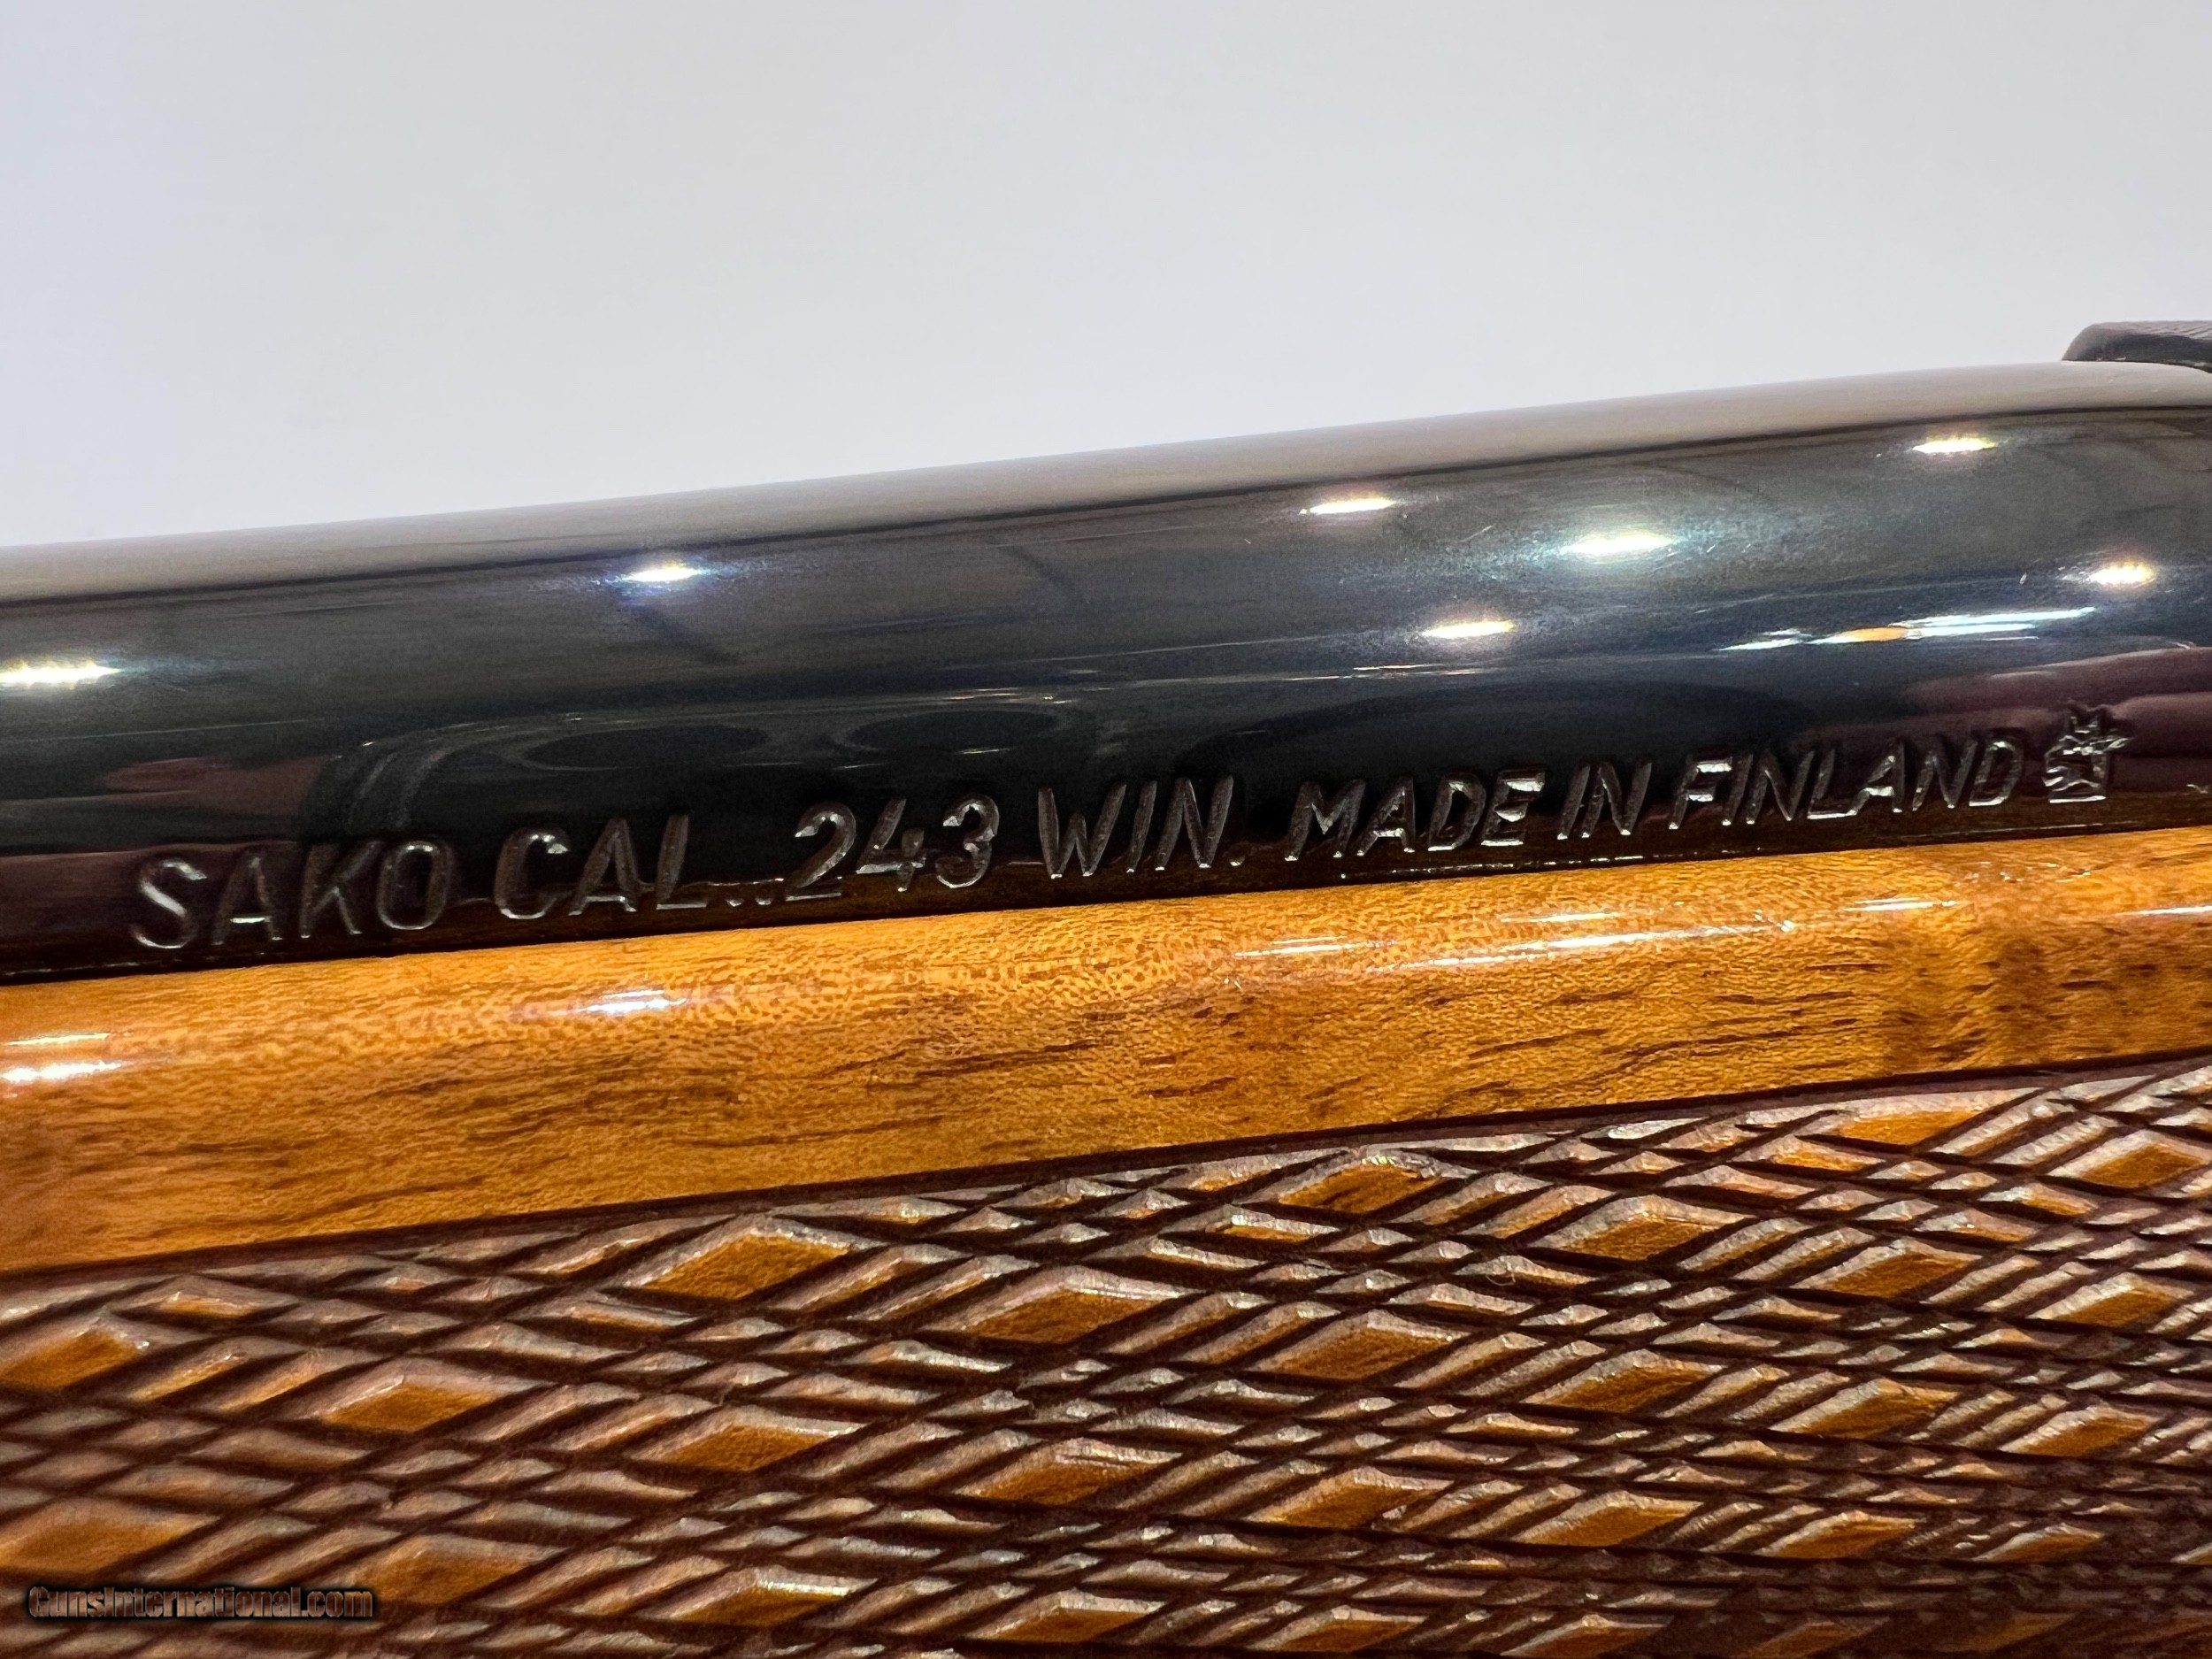 SAKO CAL..243 WIN. MADE IN FINLAND
GunsInternational.com